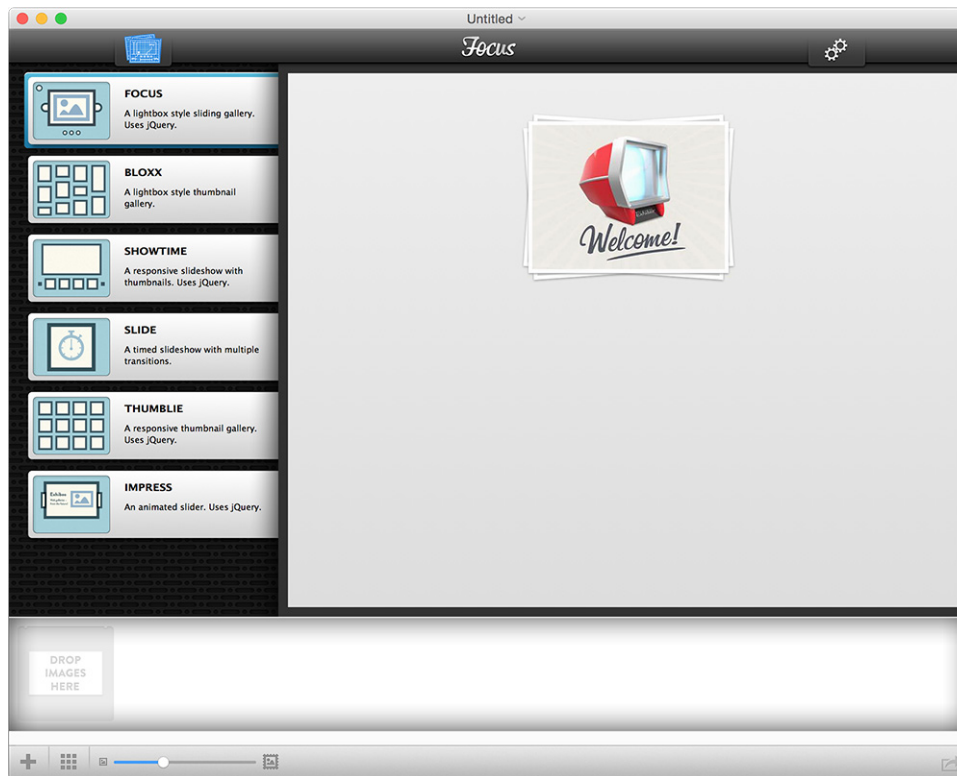 Untitled
Focus
FOCUS
A lightbox style sliding gallery.
Uses jQuery.
BLOXX
A lightbox style thumbnail
gallery.
SHOWTIME
A responsive slideshow with
thumbnails. Uses jQuery.
SLIDE
A timed slideshow with multiple
transitions.
THUMBLIE
A responsive thumbnail gallery.
Uses jQuery.
IMPRESS
An animated slider. Uses jQuery.
Welcome!
DROP
IMAGES
HERE